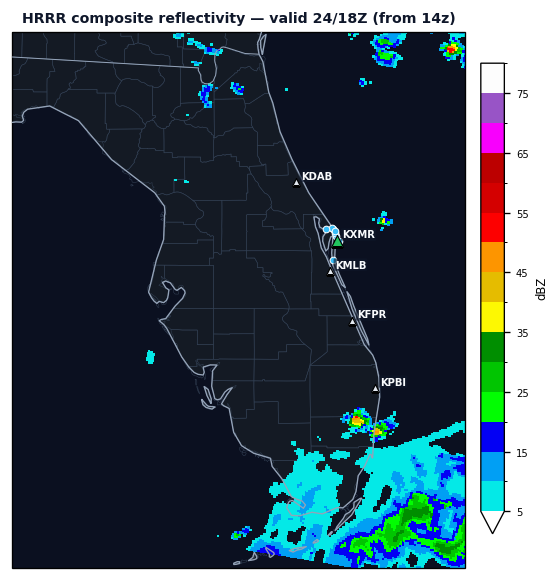 HRRR composite reflectivity — valid 24/18Z (from 14z)
KDAB
KXMR
KMLB
KFPR
KPBI
75
65
55
45
35
25
15
5
dBZ